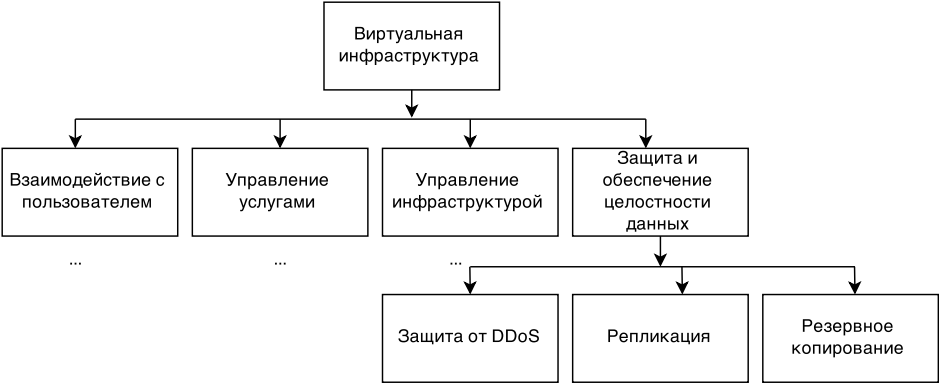 Виртуальная
инфраструктура
Взаимодействие с
пользователем
Управление
услугами
Управление
инфраструктурой
Защита и
обеспечение
целостности
данных
...
...
...
Защита от DDoS
Репликация
Резервное
копирование